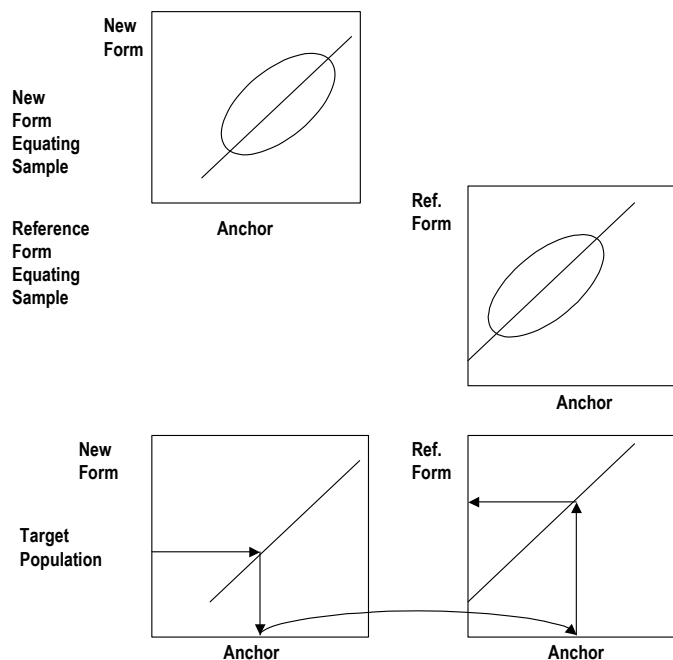 New
Form
New
Form
Equating
Sample
Anchor
Reference
Form
Equating
Sample
Ref.
Form
Anchor
New
Form
Ref.
Form
Target
Population
Anchor
Anchor